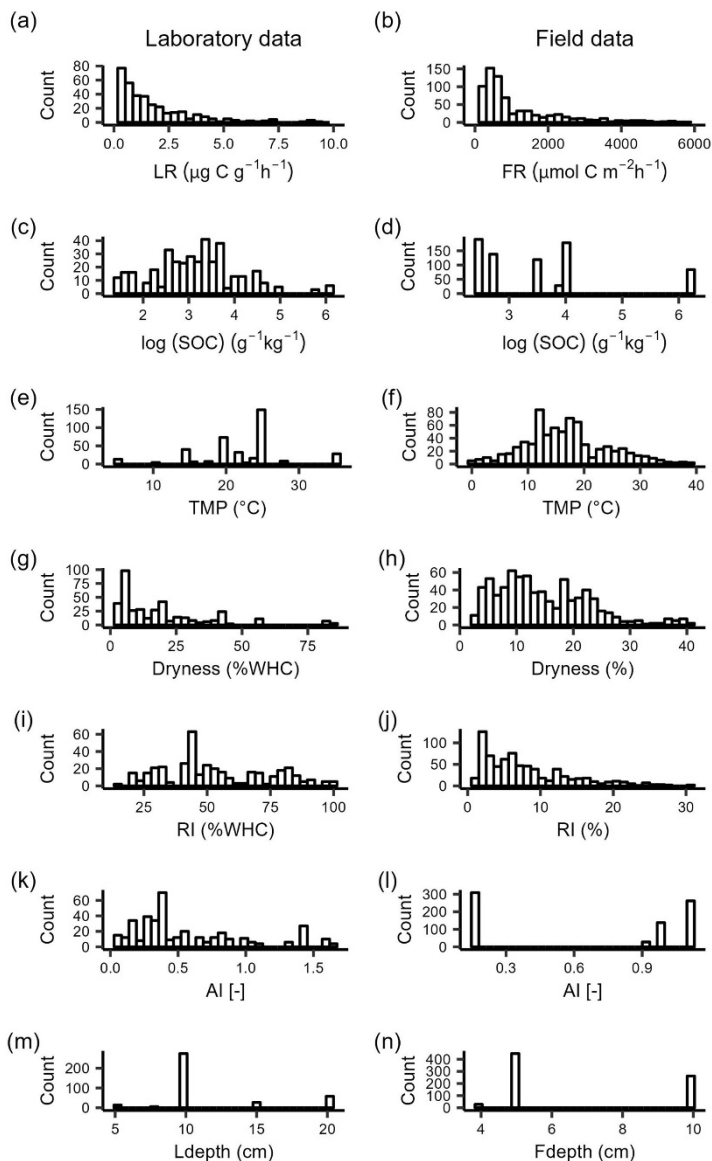 (a) Laboratory data (b) Field data
Count 80 60 40 20 0 Count 150 100 50 0
0.0 2.5 5.0 7.5 10.0 0 2000 4000 6000
LR (μg C g⁻¹h⁻¹) FR (μmol C m⁻²h⁻¹)
(c) (d)
Count 40 30 20 10 0 Count 150 100 50 0
2 3 4 5 6 3 4 5 6
log (SOC) (g⁻¹kg⁻¹) log (SOC) (g⁻¹kg⁻¹)
(e) (f)
Count 150 100 50 0 Count 80 60 40 20 0
10 20 30 0 10 20 30 40
TMP (°C) TMP (°C)
(g) (h)
Count 100 75 50 25 0 Count 60 40 20 0
0 25 50 75 0 10 20 30 40
Dryness (%WHC) Dryness (%)
(i) (j)
Count 60 40 20 0 Count 100 50 0
25 50 75 100 0 10 20 30
RI (%WHC) RI (%)
(k) (l)
Count 60 40 20 0 Count 300 200 100 0
0.0 0.5 1.0 1.5 0.3 0.6 0.9
AI [-] AI [-]
(m) (n)
Count 200 100 0 Count 400 300 200 100 0
5 10 15 20 4 6 8 10
Ldepth (cm) Fdepth (cm)